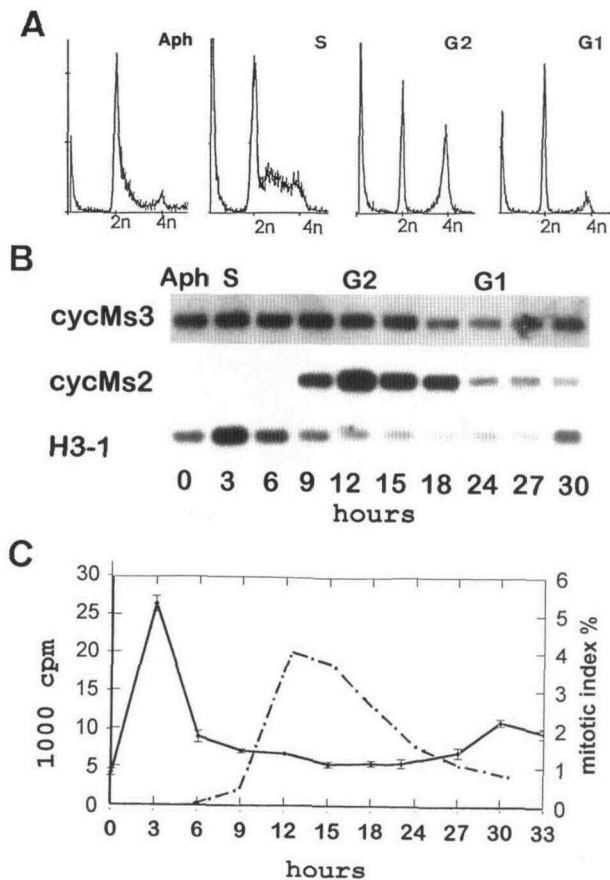 A
Aph S G2 G1
2n 4n 2n 4n 2n 4n 2n 4n
B
Aph S G2 G1
cycMs3
cycMs2
H3-1
0 3 6 9 12 15 18 24 27 30
hours
C
30 6
25 5
20 4
15 3
10 2
5 1
0 0
1000 cpm
mitotic index %
0 3 6 9 12 15 18 24 27 30 33
hours